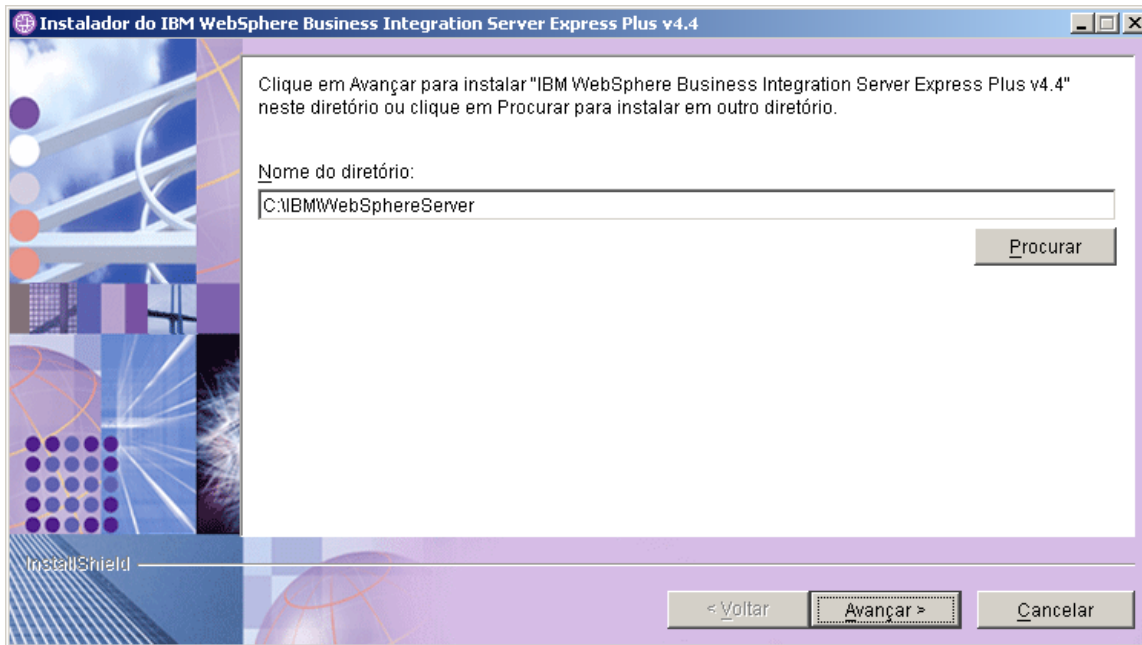 Instalador do IBM WebSphere Business Integration Server Express Plus v4.4
Clique em Avançar para instalar "IBM WebSphere Business Integration Server Express Plus v4.4"
neste diretório ou clique em Procurar para instalar em outro diretório.
Nome do diretório:
C:\IBM\WebSphereServer
Procurar
InstallShield
< Voltar
Avançar >
Cancelar